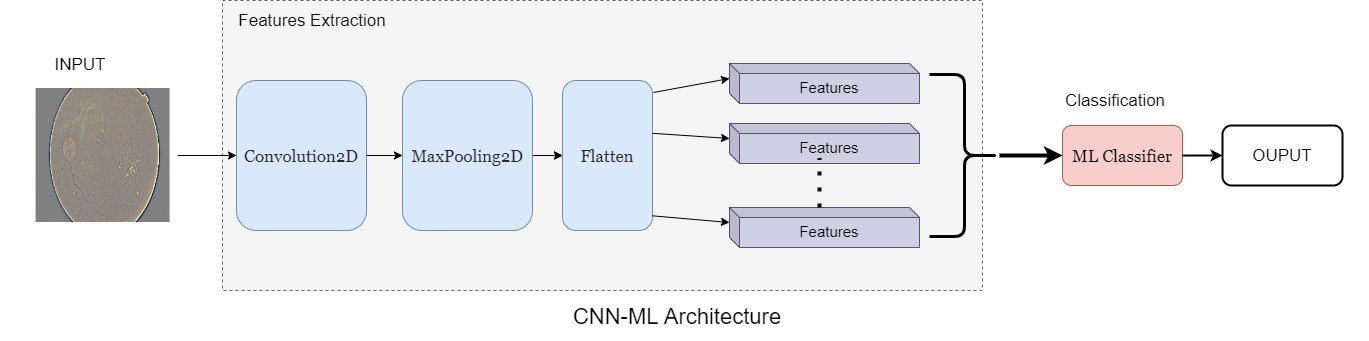 Features Extraction
INPUT
Convolution2D
MaxPooling2D
Flatten
Features
Features
Features
Classification
ML Classifier
OUPUT
CNN-ML Architecture